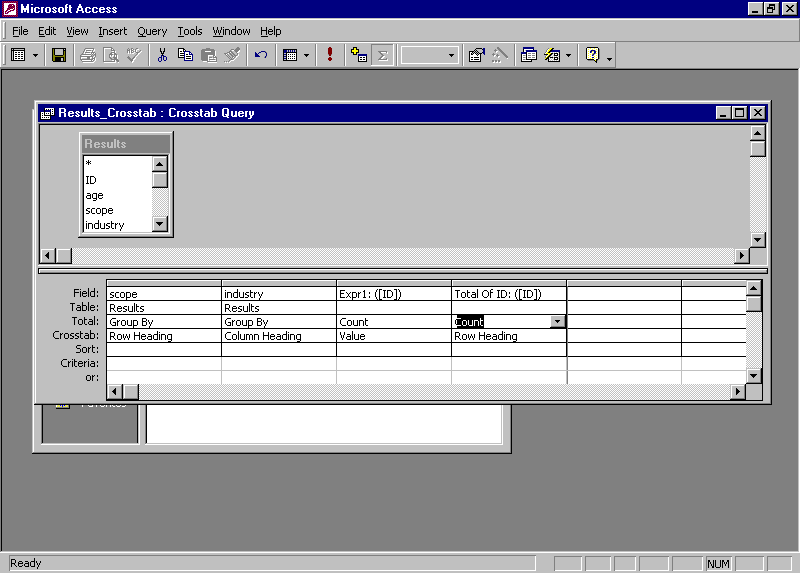 Microsoft Access
File Edit View Insert Query Tools Window Help
Results_Crosstab : Crosstab Query
Results
*
ID
age
scope
industry
Field: scope industry Expr1: ([ID]) Total Of ID: ([ID])
Table: Results Results
Total: Group By Group By Count Count
Crosstab: Row Heading Column Heading Value Row Heading
Sort:
Criteria:
or:
Favorites
Ready NUM